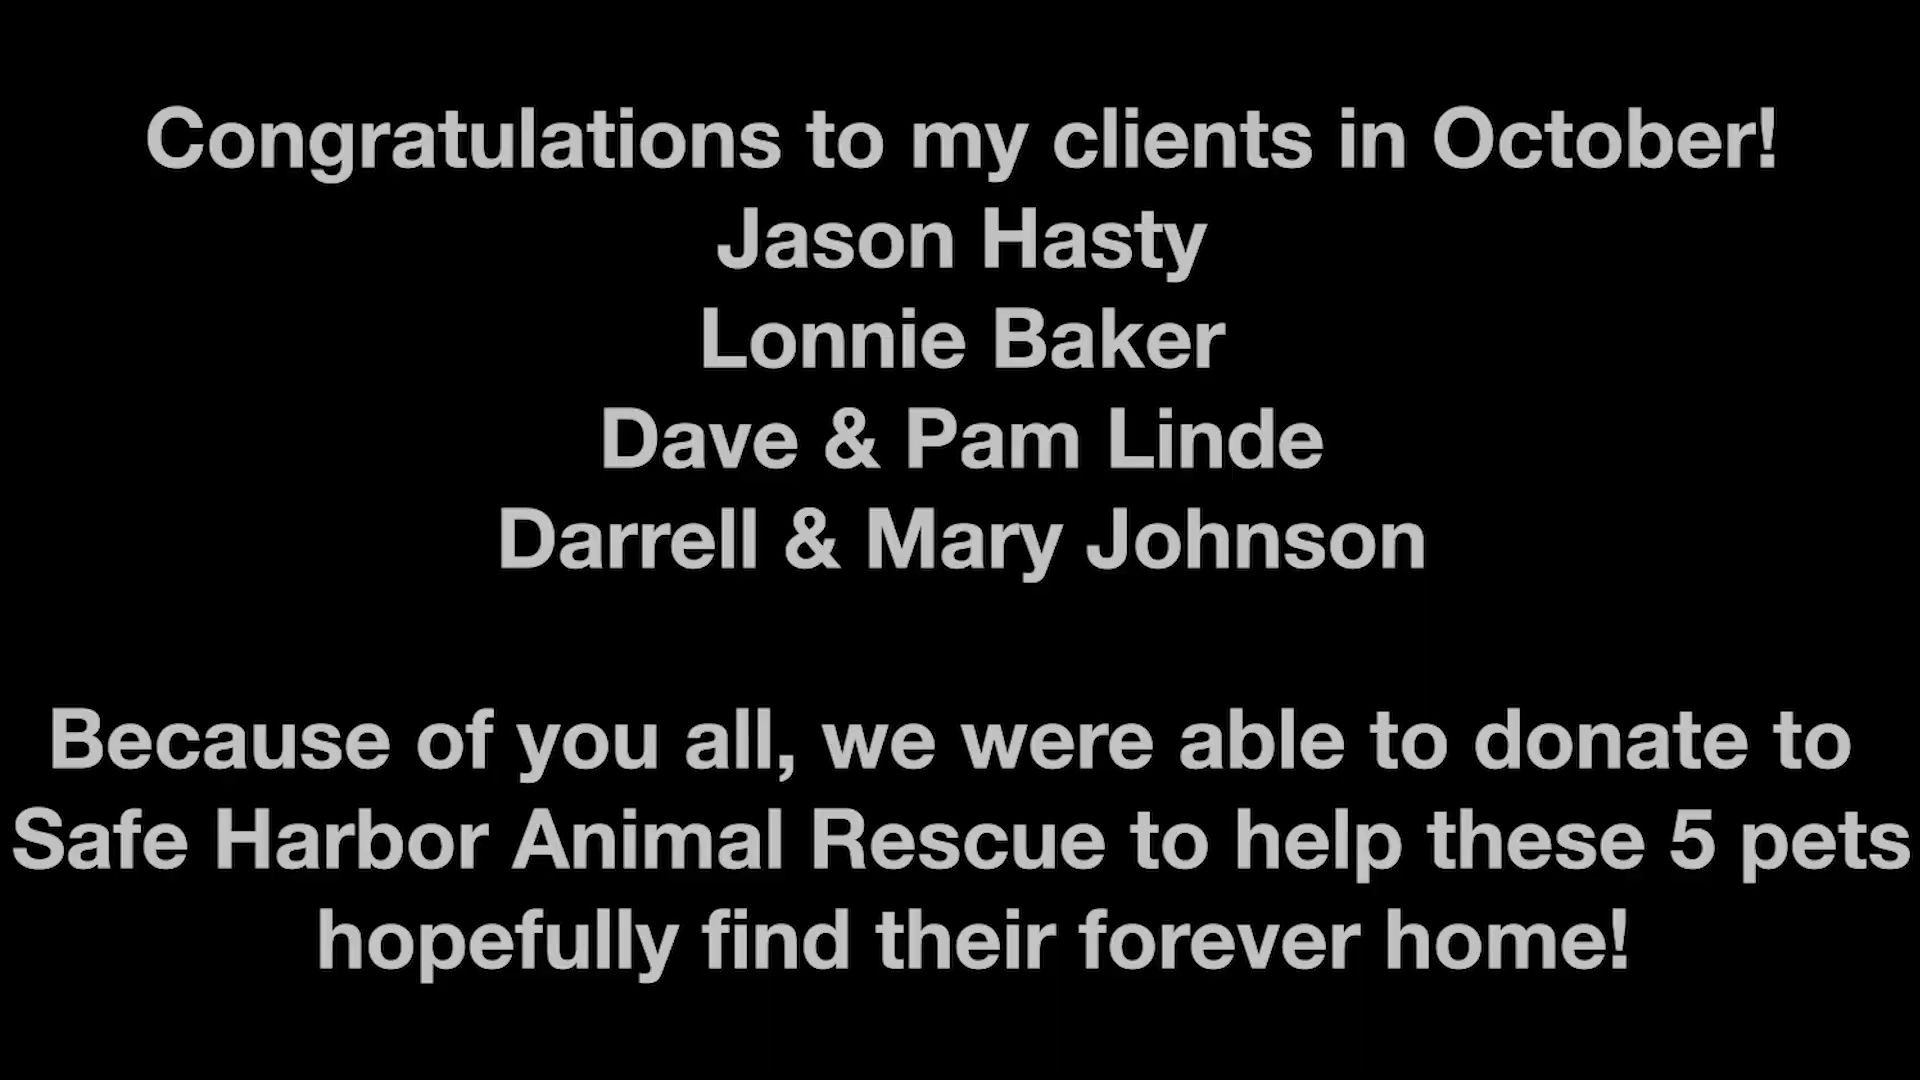 Congratulations to my clients in October!
Jason Hasty
Lonnie Baker
Dave & Pam Linde
Darrell & Mary Johnson
Because of you all, we were able to donate to
Safe Harbor Animal Rescue to help these 5 pets
hopefully find their forever home!